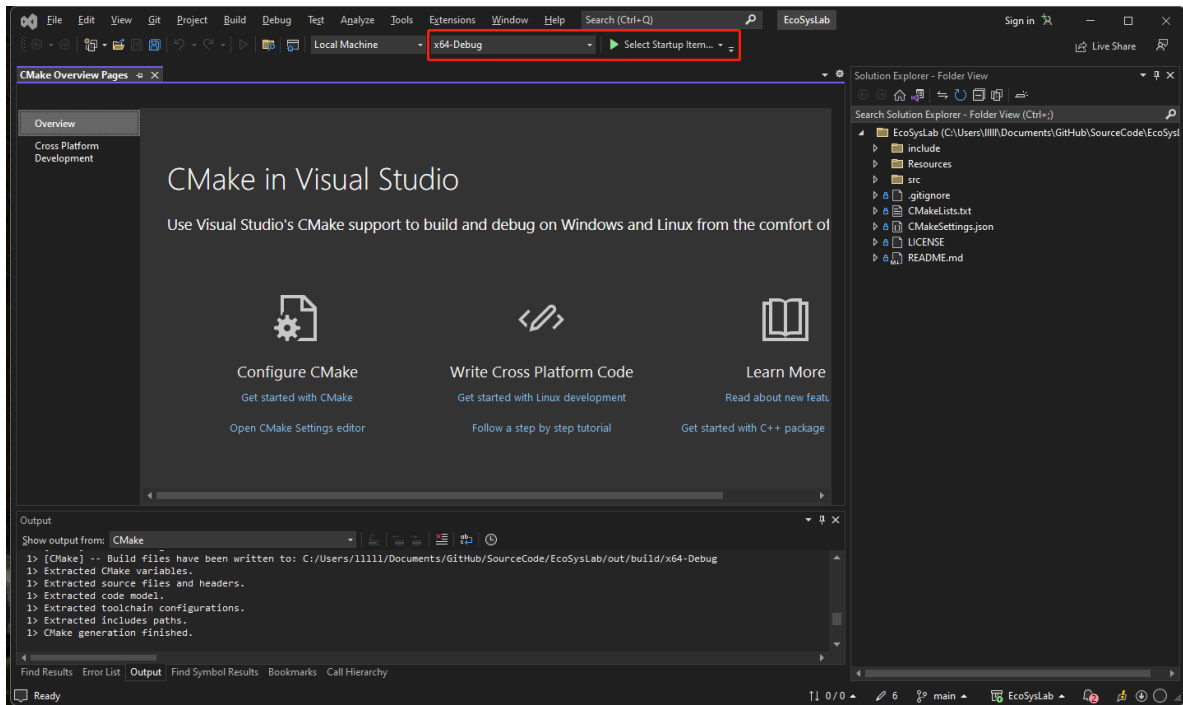 File Edit View Git Project Build Debug Test Analyze Tools Extensions Window Help Search (Ctrl+Q) EcoSysLab Sign in
Local Machine x64-Debug Select Startup Item... Live Share
CMake Overview Pages
Overview
Cross Platform
Development
CMake in Visual Studio
Use Visual Studio's CMake support to build and debug on Windows and Linux from the comfort of
Configure CMake
Get started with CMake
Open CMake Settings editor
Write Cross Platform Code
Get started with Linux development
Follow a step by step tutorial
Learn More
Read about new featu
Get started with C++ package
Solution Explorer - Folder View
Search Solution Explorer - Folder View (Ctrl+;)
EcoSysLab (C:\Users\lllll\Documents\GitHub\SourceCode\EcoSysl
include
Resources
src
.gitignore
CMakeLists.txt
CMakeSettings.json
LICENSE
README.md
Output
Show output from: CMake
1> [CMake] -- Build files have been written to: C:/Users/lllll/Documents/GitHub/SourceCode/EcoSysLab/out/build/x64-Debug
1> Extracted CMake variables.
1> Extracted source files and headers.
1> Extracted code model.
1> Extracted toolchain configurations.
1> Extracted includes paths.
1> CMake generation finished.
Find Results Error List Output Find Symbol Results Bookmarks Call Hierarchy
Ready 0 / 0 6 main EcoSysLab 2